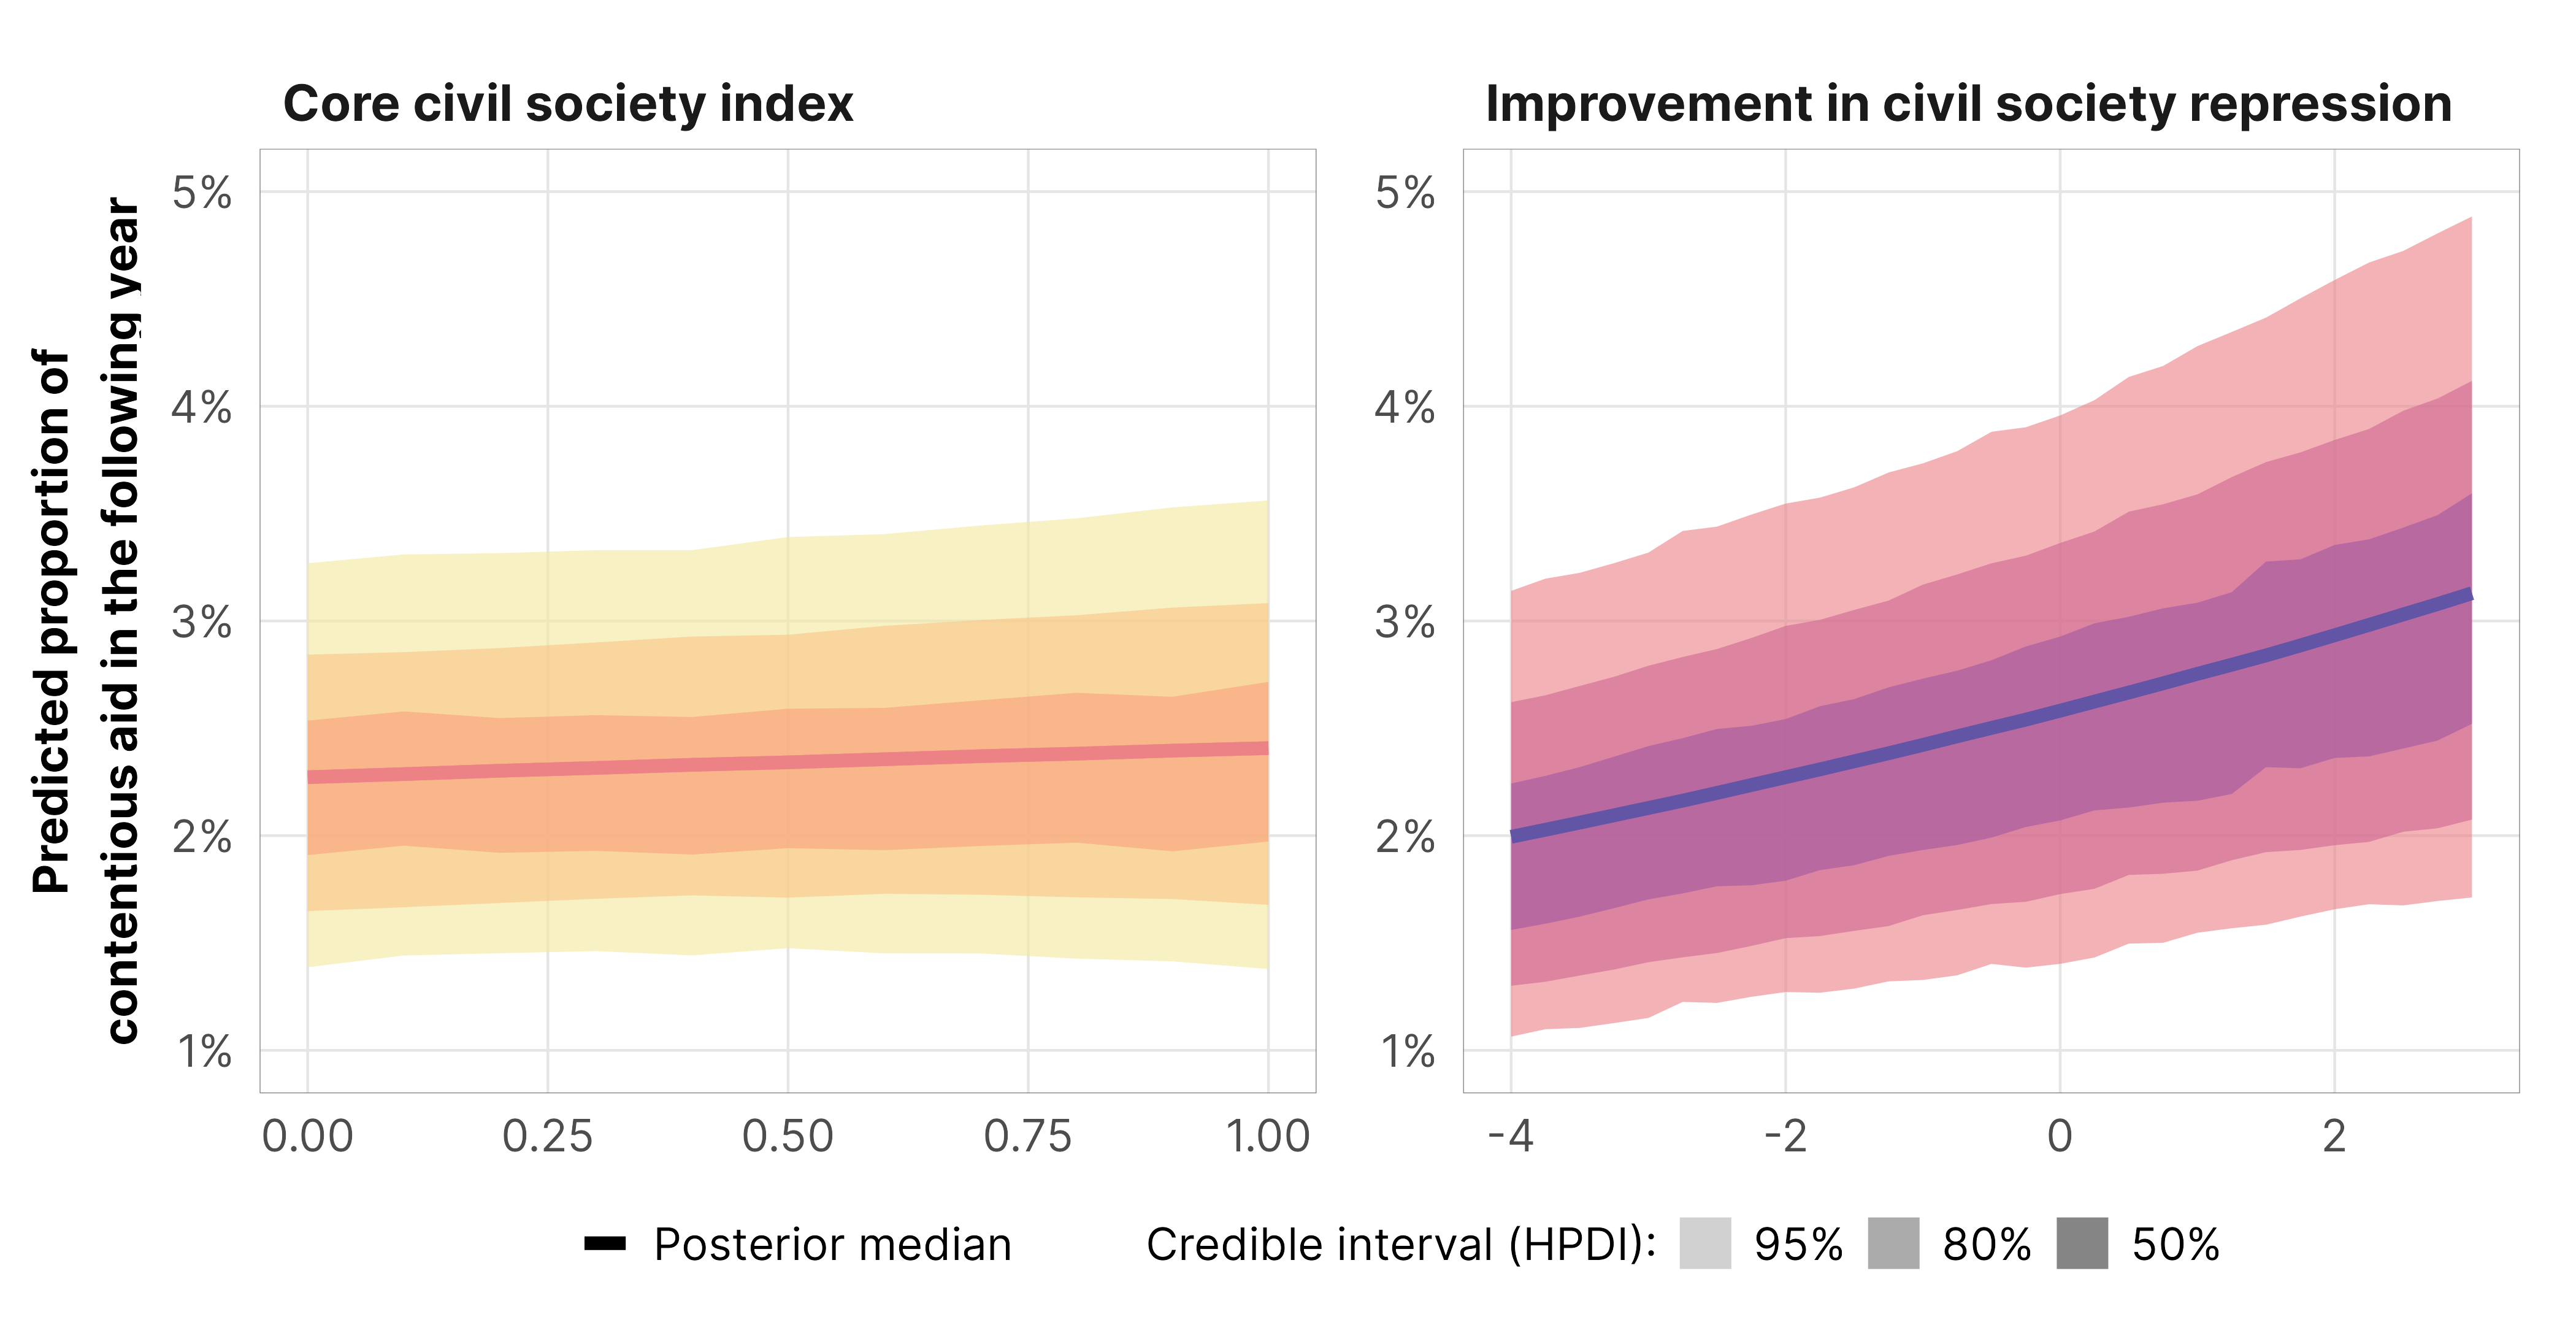 Core civil society index
Improvement in civil society repression
Predicted proportion of
contentious aid in the following year
5%
4%
3%
2%
1%
5%
4%
3%
2%
1%
0.00 0.25 0.50 0.75 1.00
-4 -2 0 2
Posterior median
Credible interval (HPDI): 95% 80% 50%